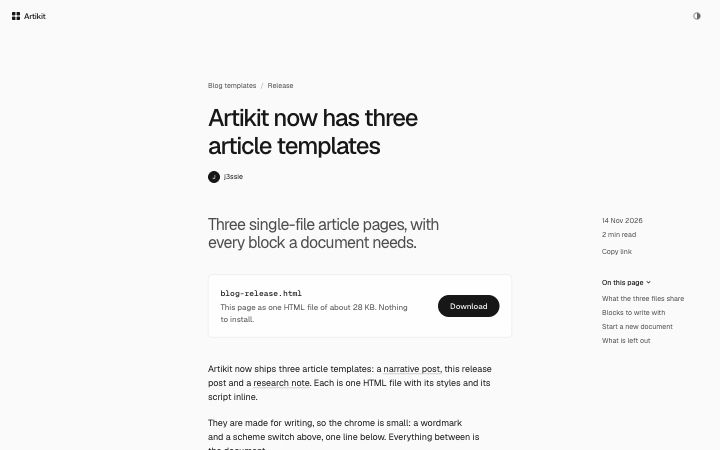 Artikit
Blog templates / Release
Artikit now has three
article templates
J j3ssie
Three single-file article pages, with
every block a document needs.
14 Nov 2026
2 min read
Copy link
On this page
What the three files share
Blocks to write with
Start a new document
What is left out
blog-release.html
This page as one HTML file of about 28 KB. Nothing
to install.
Download
Artikit now ships three article templates: a narrative post, this release
post and a research note. Each is one HTML file with its styles and its
script inline.
They are made for writing, so the chrome is small: a wordmark
and a scheme switch above, one line below. Everything between is
the document.